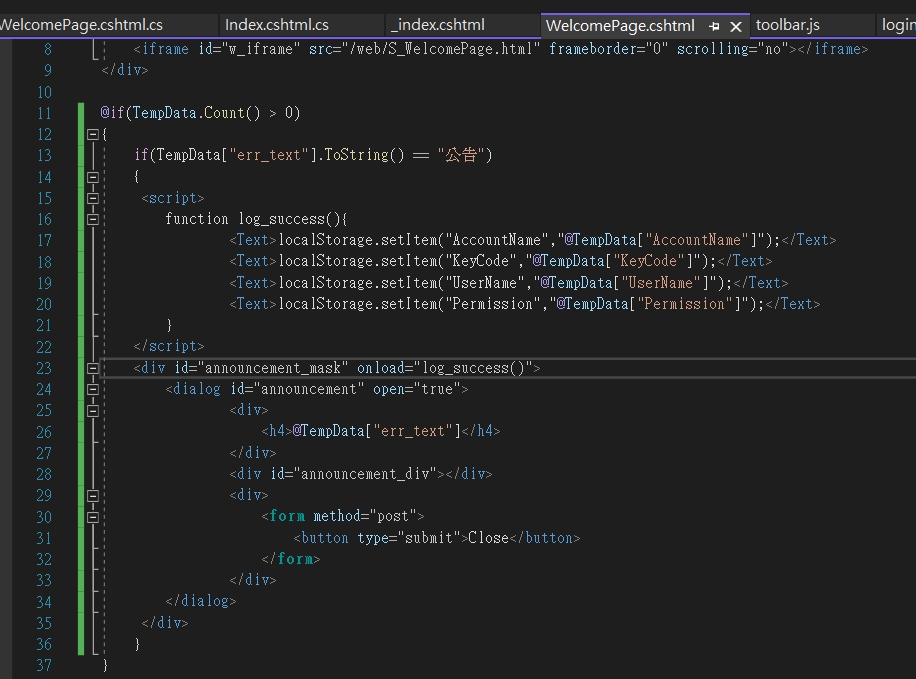 WelcomePage.cshtml.cs Index.cshtml.cs _index.cshtml WelcomePage.cshtml toolbar.js login
8 <iframe id="w_iframe" src="/web/S_WelcomePage.html" frameborder="0" scrolling="no"></iframe>
9 </div>
10
11 @if(TempData.Count() > 0)
12 {
13 if(TempData["err_text"].ToString() == "公告")
14 {
15 <script>
16 function log_success(){
17 <Text>localStorage.setItem("AccountName","@TempData["AccountName"]");</Text>
18 <Text>localStorage.setItem("KeyCode","@TempData["KeyCode"]");</Text>
19 <Text>localStorage.setItem("UserName","@TempData["UserName"]");</Text>
20 <Text>localStorage.setItem("Permission","@TempData["Permission"]");</Text>
21 }
22 </script>
23 <div id="announcement_mask" onload="log_success()">
24 <dialog id="announcement" open="true">
25 <div>
26 <h4>@TempData["err_text"]</h4>
27 </div>
28 <div id="announcement_div"></div>
29 <div>
30 <form method="post">
31 <button type="submit">Close</button>
32 </form>
33 </div>
34 </dialog>
35 </div>
36 }
37 }